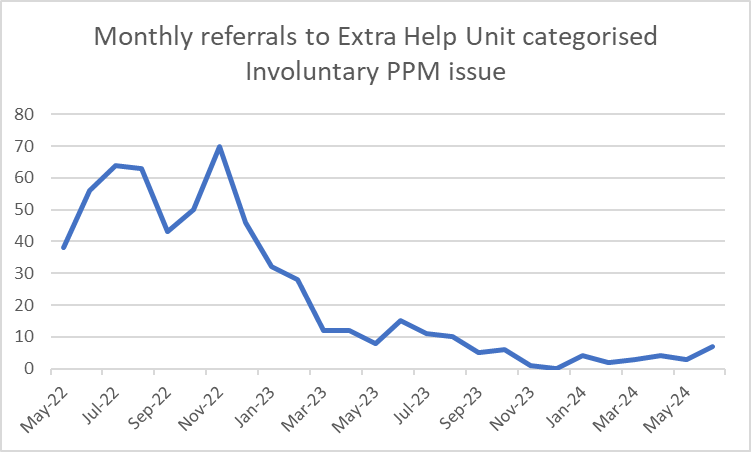 Monthly referrals to Extra Help Unit categorised
Involuntary PPM issue
80
70
60
50
40
30
20
10
0
May-22
Jul-22
Sep-22
Nov-22
Jan-23
Mar-23
May-23
Jul-23
Sep-23
Nov-23
Jan-24
Mar-24
May-24